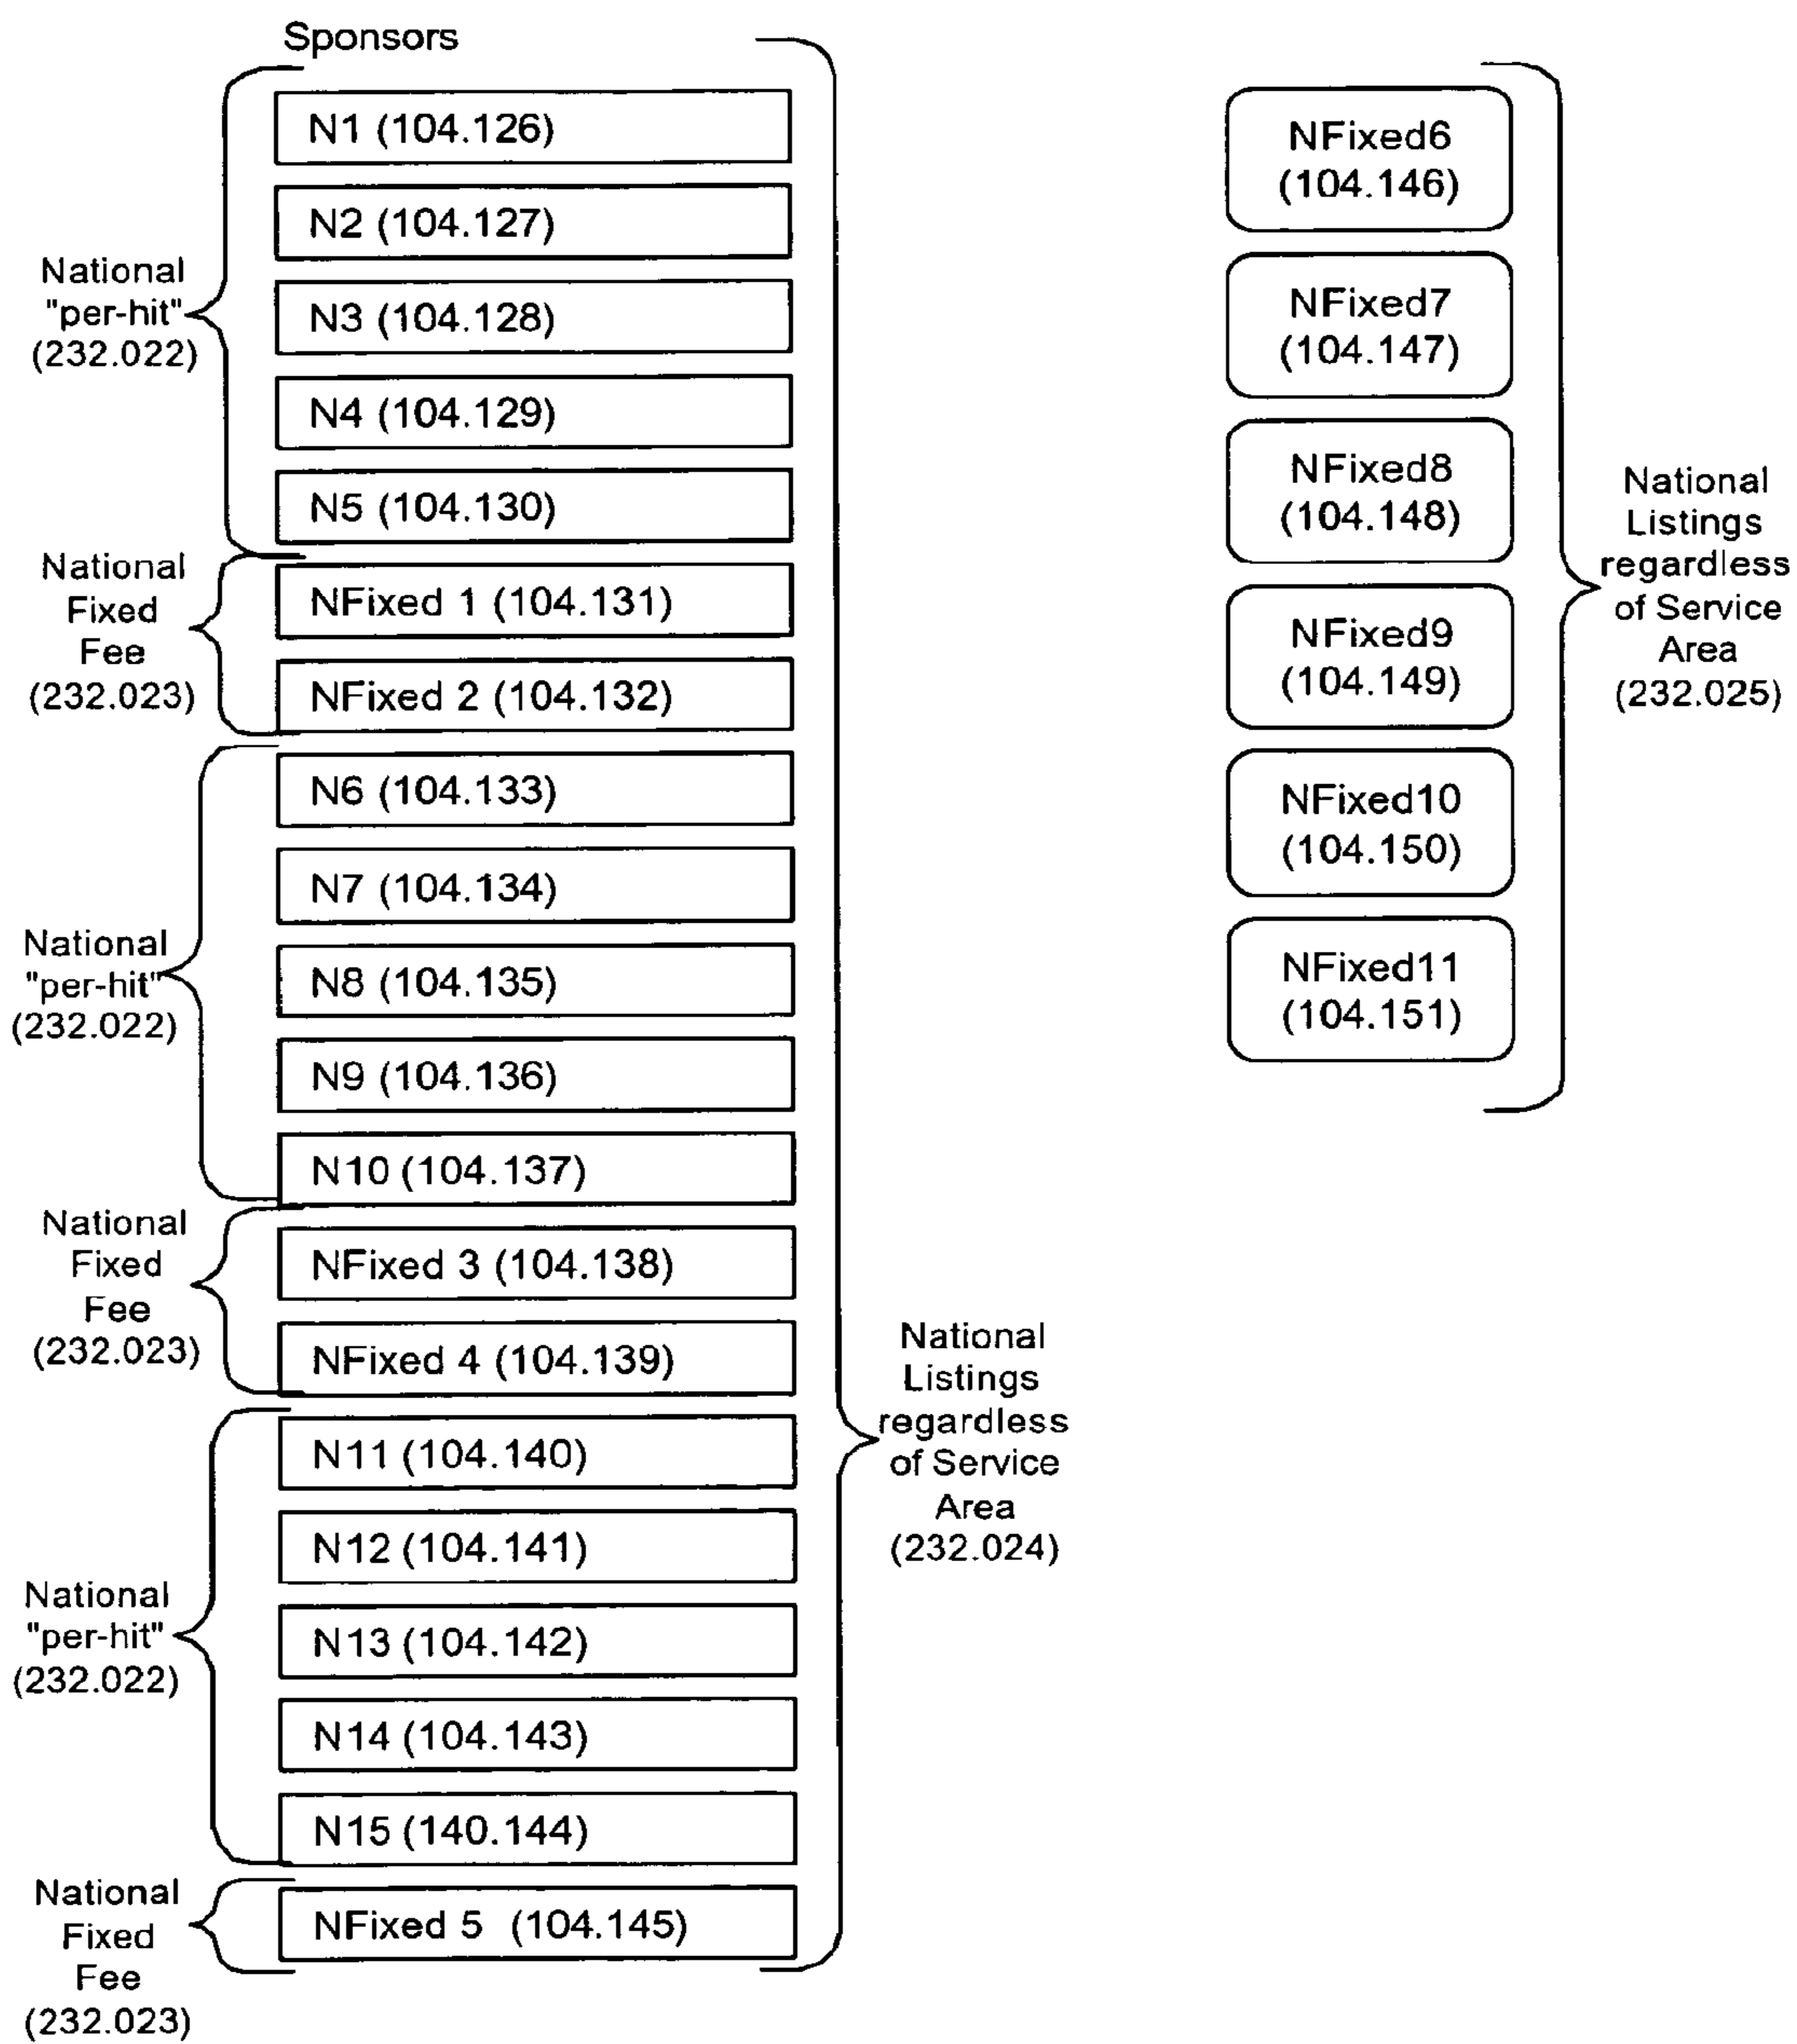 Sponsors
N1 (104.126)
N2 (104.127)
N3 (104.128)
N4 (104.129)
N5 (104.130)
National
"per-hit"
(232.022)
NFixed 1 (104.131)
NFixed 2 (104.132)
National
Fixed
Fee
(232.023)
N6 (104.133)
N7 (104.134)
N8 (104.135)
N9 (104.136)
N10 (104.137)
National
"per-hit"
(232.022)
NFixed 3 (104.138)
NFixed 4 (104.139)
National
Fixed
Fee
(232.023)
N11 (104.140)
N12 (104.141)
N13 (104.142)
N14 (104.143)
N15 (140.144)
National
"per-hit"
(232.022)
NFixed 5 (104.145)
National
Fixed
Fee
(232.023)
National
Listings
regardless
of Service
Area
(232.024)
NFixed6
(104.146)
NFixed7
(104.147)
NFixed8
(104.148)
NFixed9
(104.149)
NFixed10
(104.150)
NFixed11
(104.151)
National
Listings
regardless
of Service
Area
(232.025)